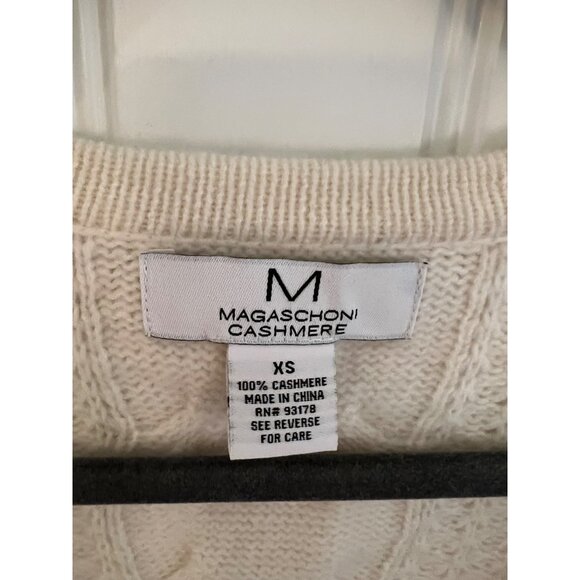 M
MAGASCHONI
CASHMERE
XS
100% CASHMERE
MADE IN CHINA
RN# 93178
SEE REVERSE
FOR CARE